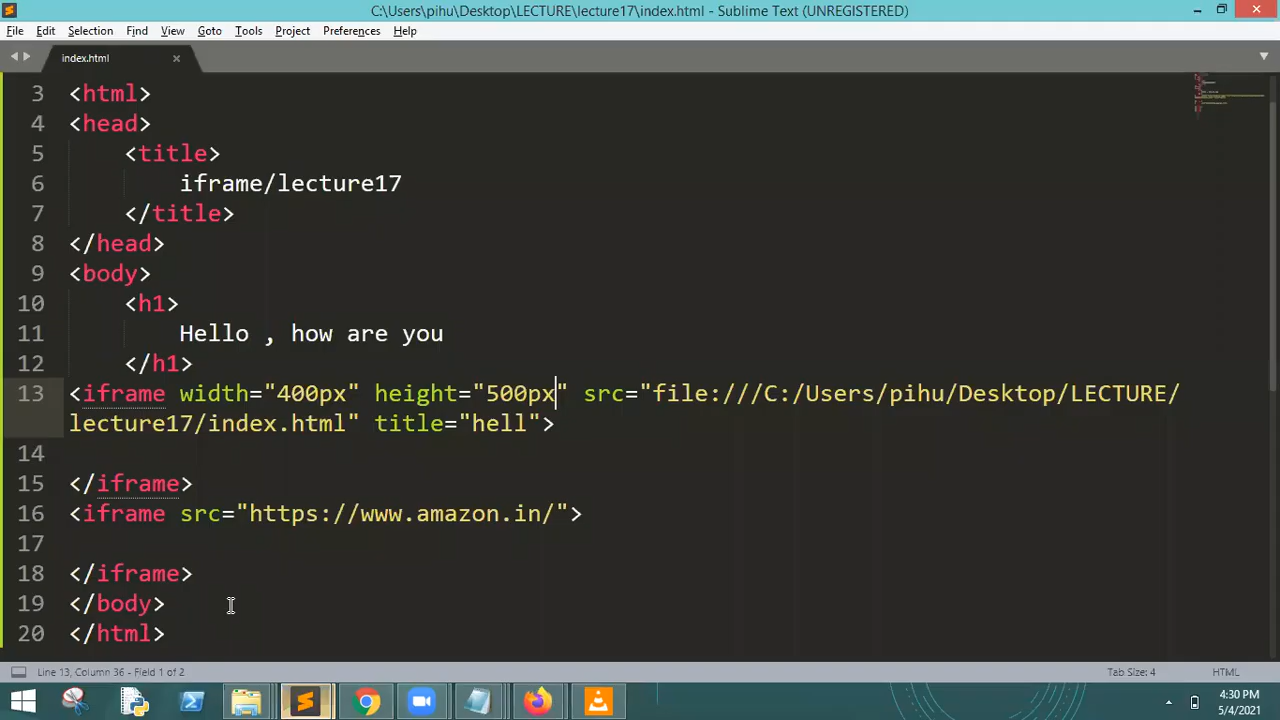 C:\Users\pihu\Desktop\LECTURE\lecture17\index.html - Sublime Text (UNREGISTERED)
File Edit Selection Find View Goto Tools Project Preferences Help
index.html
3 <html>
4 <head>
5 <title>
6 iframe/lecture17
7 </title>
8 </head>
9 <body>
10 <h1>
11 Hello , how are you
12 </h1>
13 <iframe width="400px" height="500px" src="file:///C:/Users/pihu/Desktop/LECTURE/
lecture17/index.html" title="hell">
14
15 </iframe>
16 <iframe src="https://www.amazon.in/">
17
18 </iframe>
19 </body>
20 </html>
Line 13, Column 36 - Field 1 of 2 Tab Size: 4 HTML
4:30 PM
5/4/2021